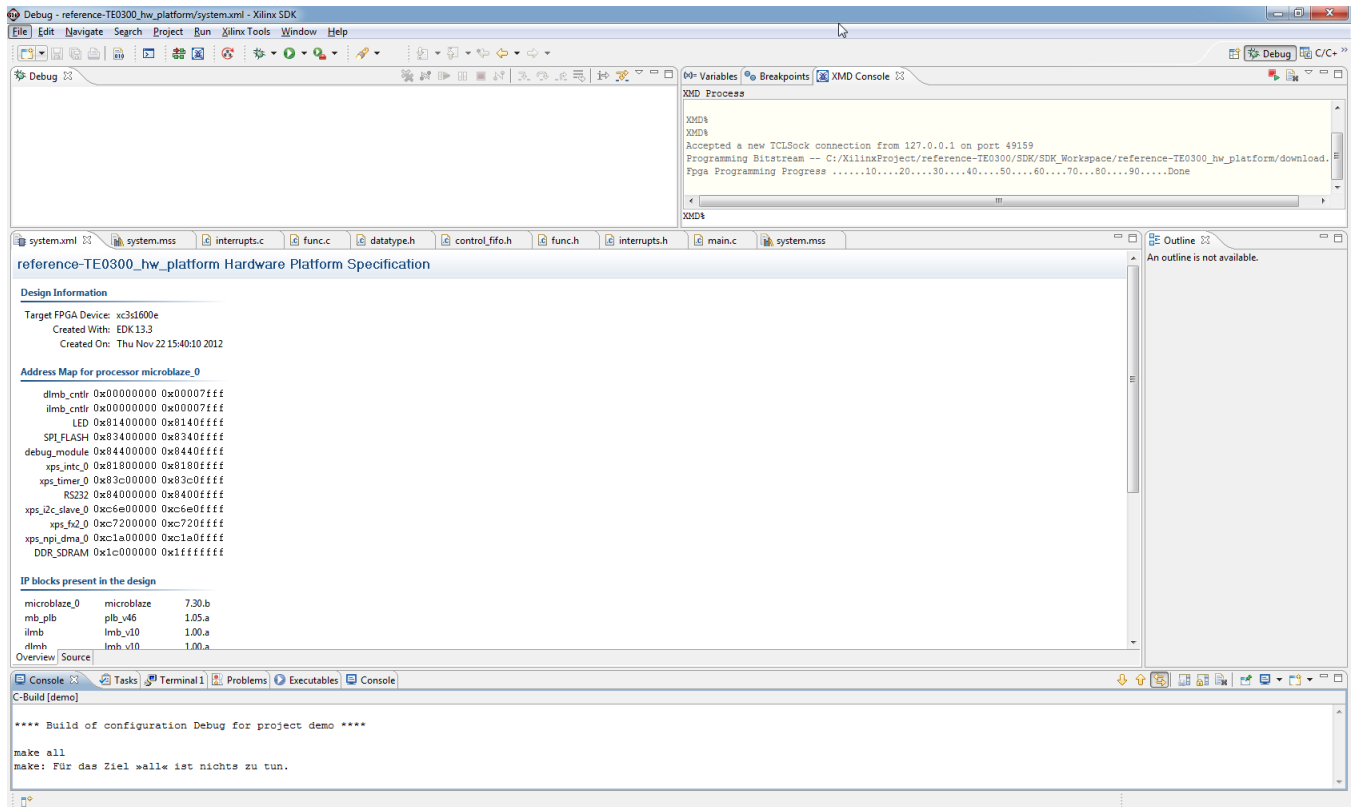 Debug - reference-TE0300_hw_platform/system.xml - Xilinx SDK
File Edit Navigate Search Project Run Xilinx Tools Window Help
Debug C/C+ »
Debug
Variables Breakpoints XMD Console
XMD Process
XMD%
XMD%
Accepted a new TCLSock connection from 127.0.0.1 on port 49159
Programming Bitstream -- C:/XilinxProject/reference-TE0300/SDK/SDK_Workspace/reference-TE0300_hw_platform/download.
Fpga Programming Progress ......10....20....30....40....50....60....70...80....90.....Done
XMD%
system.xml system.mss interrupts.c func.c datatype.h control_fifo.h func.h interrupts.h main.c system.mss
Outline
An outline is not available.
reference-TE0300_hw_platform Hardware Platform Specification
Design Information
Target FPGA Device: xc3s1600e
Created With: EDK 13.3
Created On: Thu Nov 22 15:40:10 2012
Address Map for processor microblaze_0
dlmb_cntlr 0x00000000 0x00007fff
ilmb_cntlr 0x00000000 0x00007fff
LED 0x81400000 0x8140ffff
SPI_FLASH 0x83400000 0x8340ffff
debug_module 0x84400000 0x8440ffff
xps_intc_0 0x81800000 0x8180ffff
xps_timer_0 0x83c00000 0x83c0ffff
RS232 0x84000000 0x8400ffff
xps_i2c_slave_0 0xc6e00000 0xc6e0ffff
xps_fx2_0 0xc7200000 0xc720ffff
xps_npi_dma_0 0xc1a00000 0xc1a0ffff
DDR_SDRAM 0x1c000000 0x1fffffff
IP blocks present in the design
microblaze_0 microblaze 7.30.b
mb_plb plb_v46 1.05.a
ilmb lmb_v10 1.00.a
dlmb lmb_v10 1.00.a
Overview Source
Console Tasks Terminal 1 Problems Executables Console
C-Build [demo]
**** Build of configuration Debug for project demo ****
make all
make: Für das Ziel »all« ist nichts zu tun.